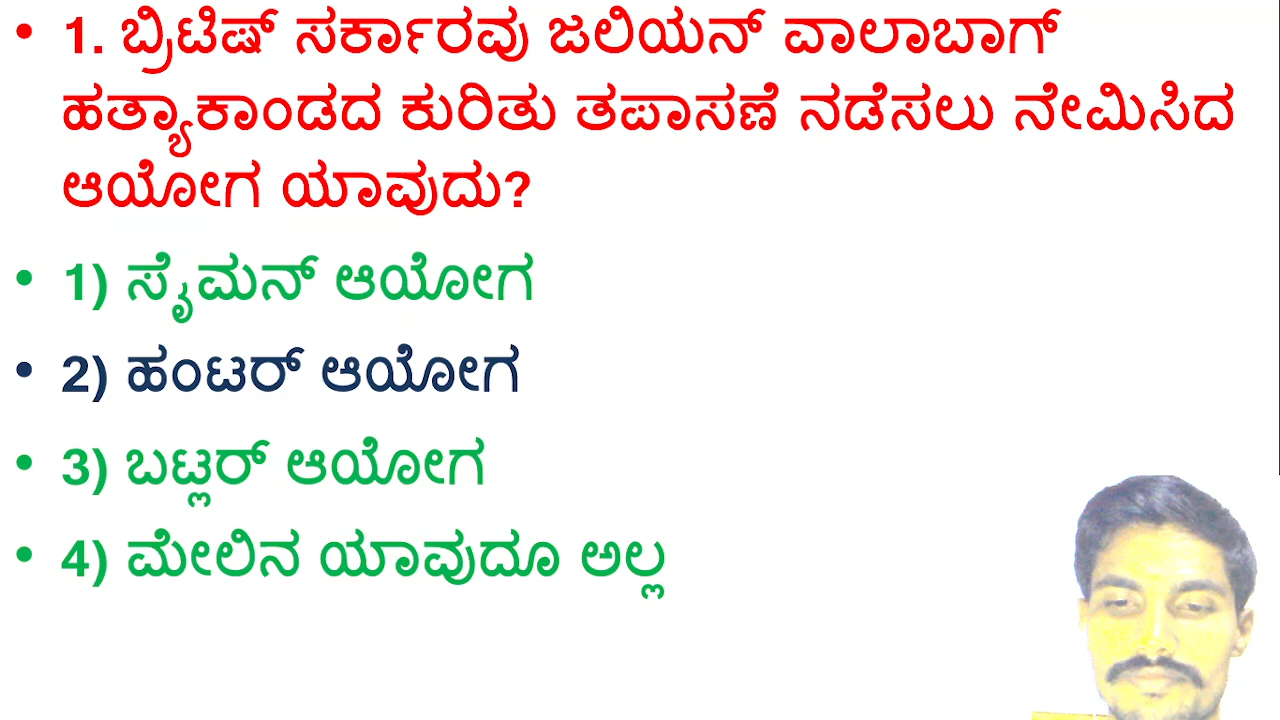 • 1. ಬ್ರಿಟಿಷ್ ಸರ್ಕಾರವು ಜಲಿಯನ್ ವಾಲಾಬಾಗ್
ಹತ್ಯಾಕಾಂಡದ ಕುರಿತು ತಪಾಸಣೆ ನಡೆಸಲು ನೇಮಿಸಿದ
ಆಯೋಗ ಯಾವುದು?
• 1) ಸೈಮನ್ ಆಯೋಗ
• 2) ಹಂಟರ್ ಆಯೋಗ
• 3) ಬಟ್ಲರ್ ಆಯೋಗ
• 4) ಮೇಲಿನ ಯಾವುದೂ ಅಲ್ಲ